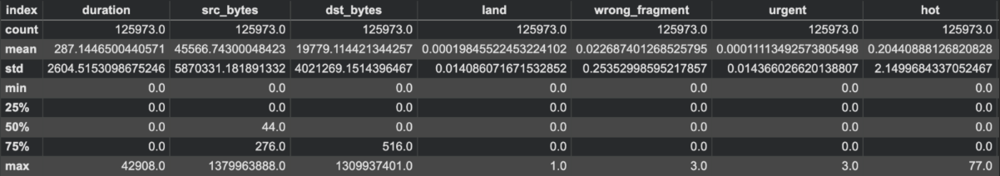 index duration src_bytes dst_bytes land wrong_fragment urgent hot
count 125973.0 125973.0 125973.0 125973.0 125973.0 125973.0 125973.0
mean 287.1446500440571 45566.74300048423 19779.114421344257 0.00019845522453224102 0.022687401268525795 0.00011113492573805498 0.20440888126820828
std 2604.5153098675246 5870331.181891332 4021269.1514396467 0.014086071671532852 0.25352998595217857 0.014366026620138807 2.1499684337052467
min 0.0 0.0 0.0 0.0 0.0 0.0 0.0
25% 0.0 0.0 0.0 0.0 0.0 0.0 0.0
50% 0.0 44.0 0.0 0.0 0.0 0.0 0.0
75% 0.0 276.0 516.0 0.0 0.0 0.0 0.0
max 42908.0 1379963888.0 1309937401.0 1.0 3.0 3.0 77.0